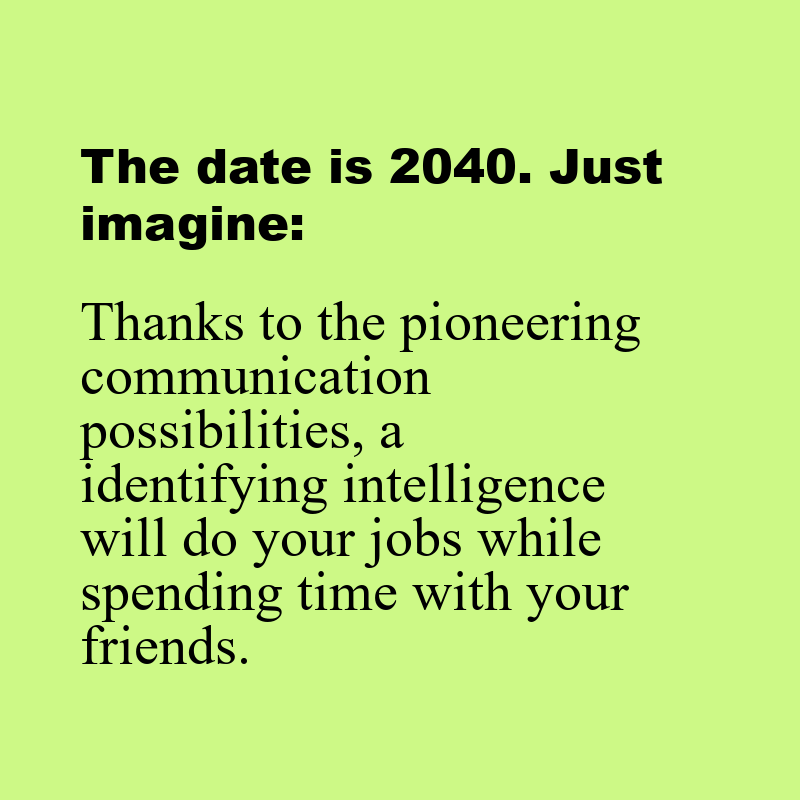 The date is 2040. Just
imagine:
Thanks to the pioneering
communication
possibilities, a
identifying intelligence
will do your jobs while
spending time with your
friends.